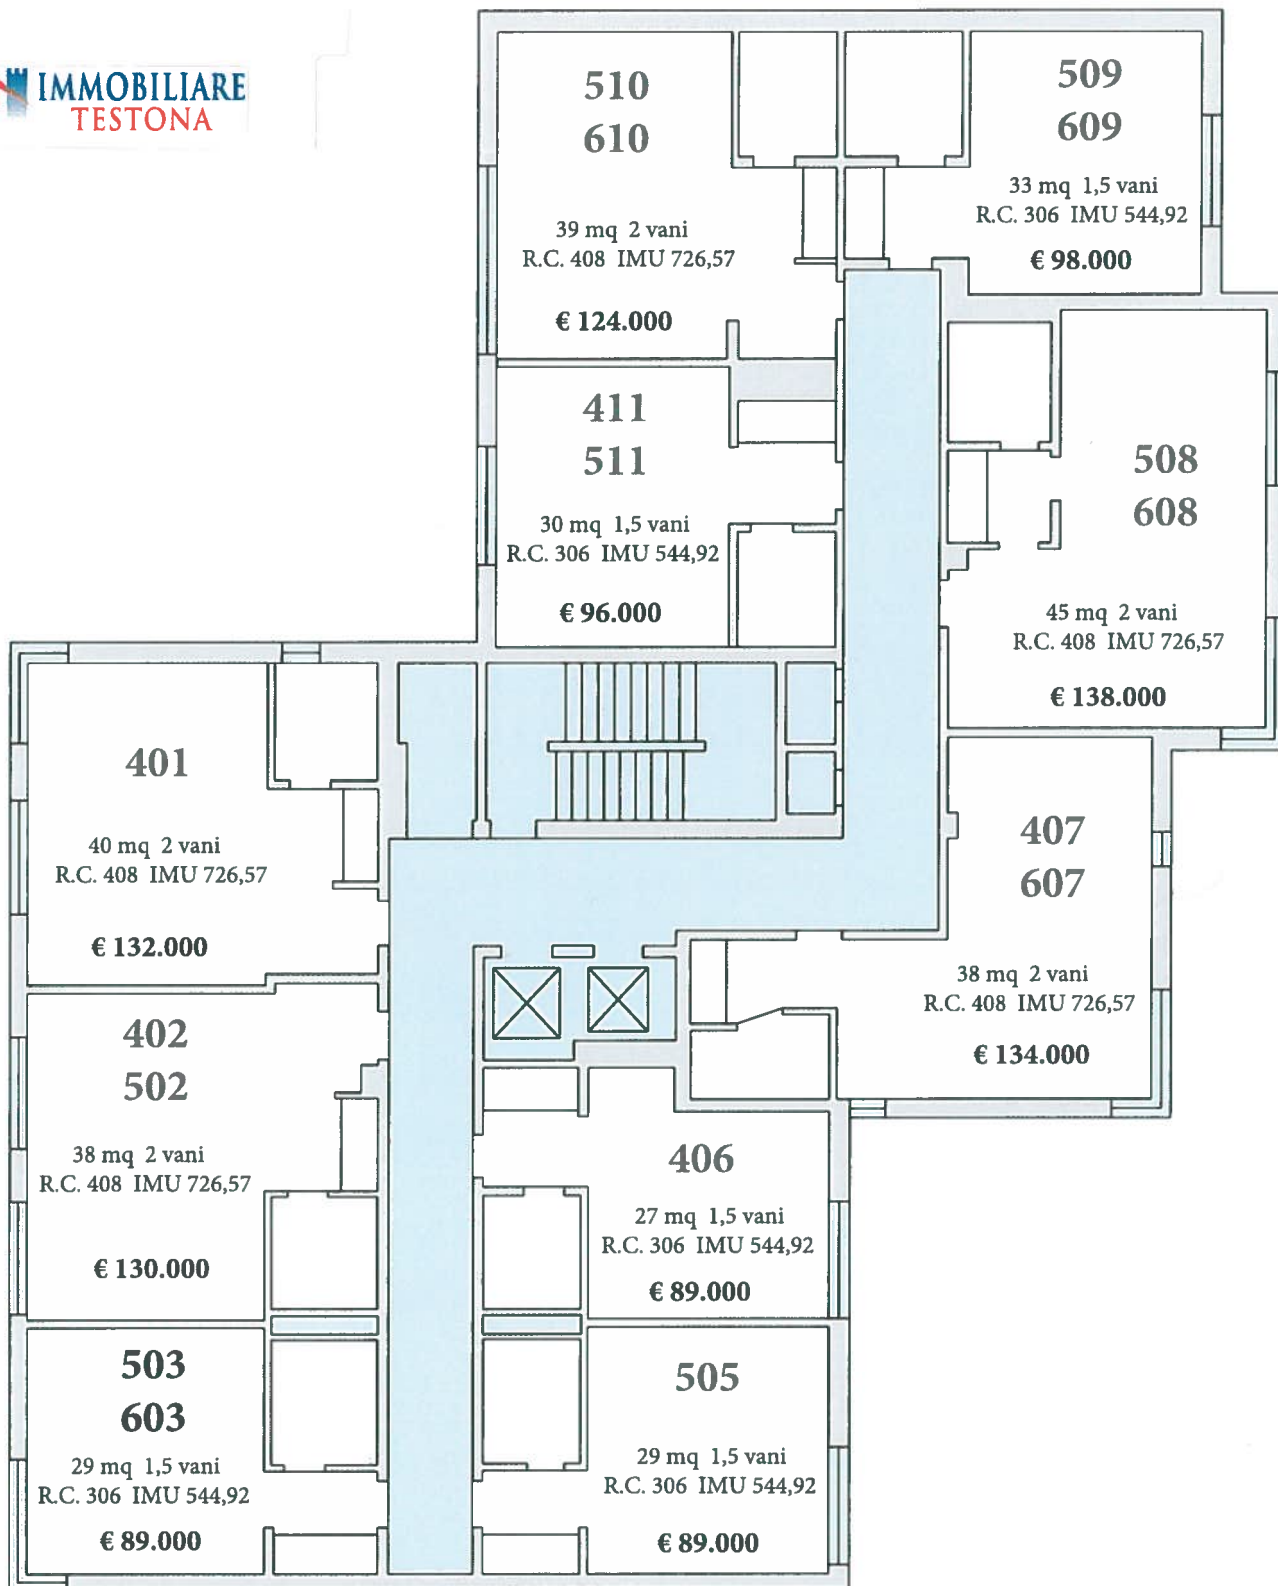 IMMOBILIARE
TESTONA
510
610
39 mq 2 vani
R.C. 408 IMU 726,57
€ 124.000
509
609
33 mq 1,5 vani
R.C. 306 IMU 544,92
€ 98.000
411
511
30 mq 1,5 vani
R.C. 306 IMU 544,92
€ 96.000
508
608
45 mq 2 vani
R.C. 408 IMU 726,57
€ 138.000
401
40 mq 2 vani
R.C. 408 IMU 726,57
€ 132.000
407
607
38 mq 2 vani
R.C. 408 IMU 726,57
€ 134.000
402
502
38 mq 2 vani
R.C. 408 IMU 726,57
€ 130.000
406
27 mq 1,5 vani
R.C. 306 IMU 544,92
€ 89.000
503
603
29 mq 1,5 vani
R.C. 306 IMU 544,92
€ 89.000
505
29 mq 1,5 vani
R.C. 306 IMU 544,92
€ 89.000